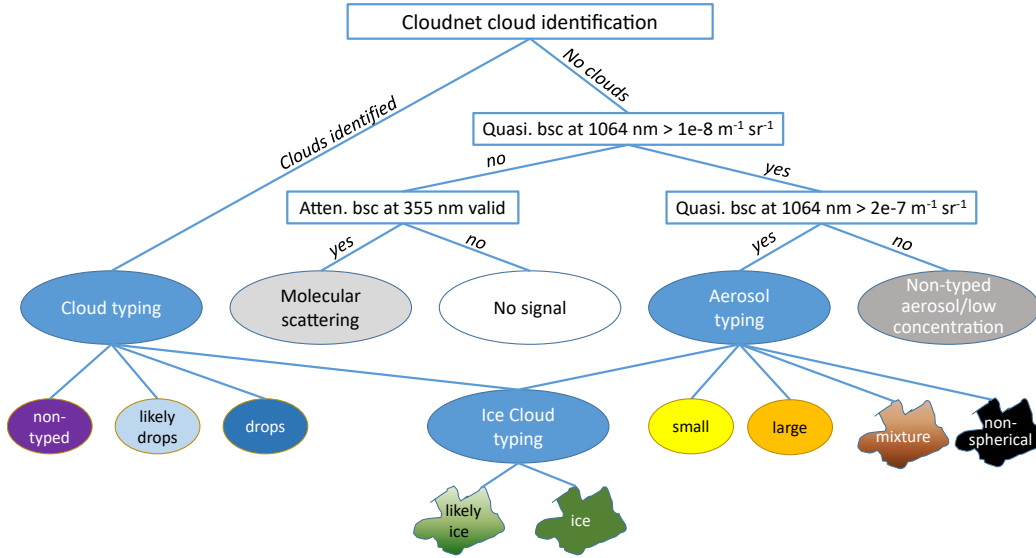 Cloudnet cloud identification
Clouds identified
No clouds
Quasi. bsc at 1064 nm > 1e-8 m⁻¹ sr⁻¹
no
yes
Atten. bsc at 355 nm valid
Quasi. bsc at 1064 nm > 2e-7 m⁻¹ sr⁻¹
yes
no
yes
no
Cloud typing
Molecular
scattering
No signal
Aerosol
typing
Non-typed
aerosol/low
concentration
non-
typed
likely
drops
drops
Ice Cloud
typing
small
large
mixture
non-
spherical
likely
ice
ice